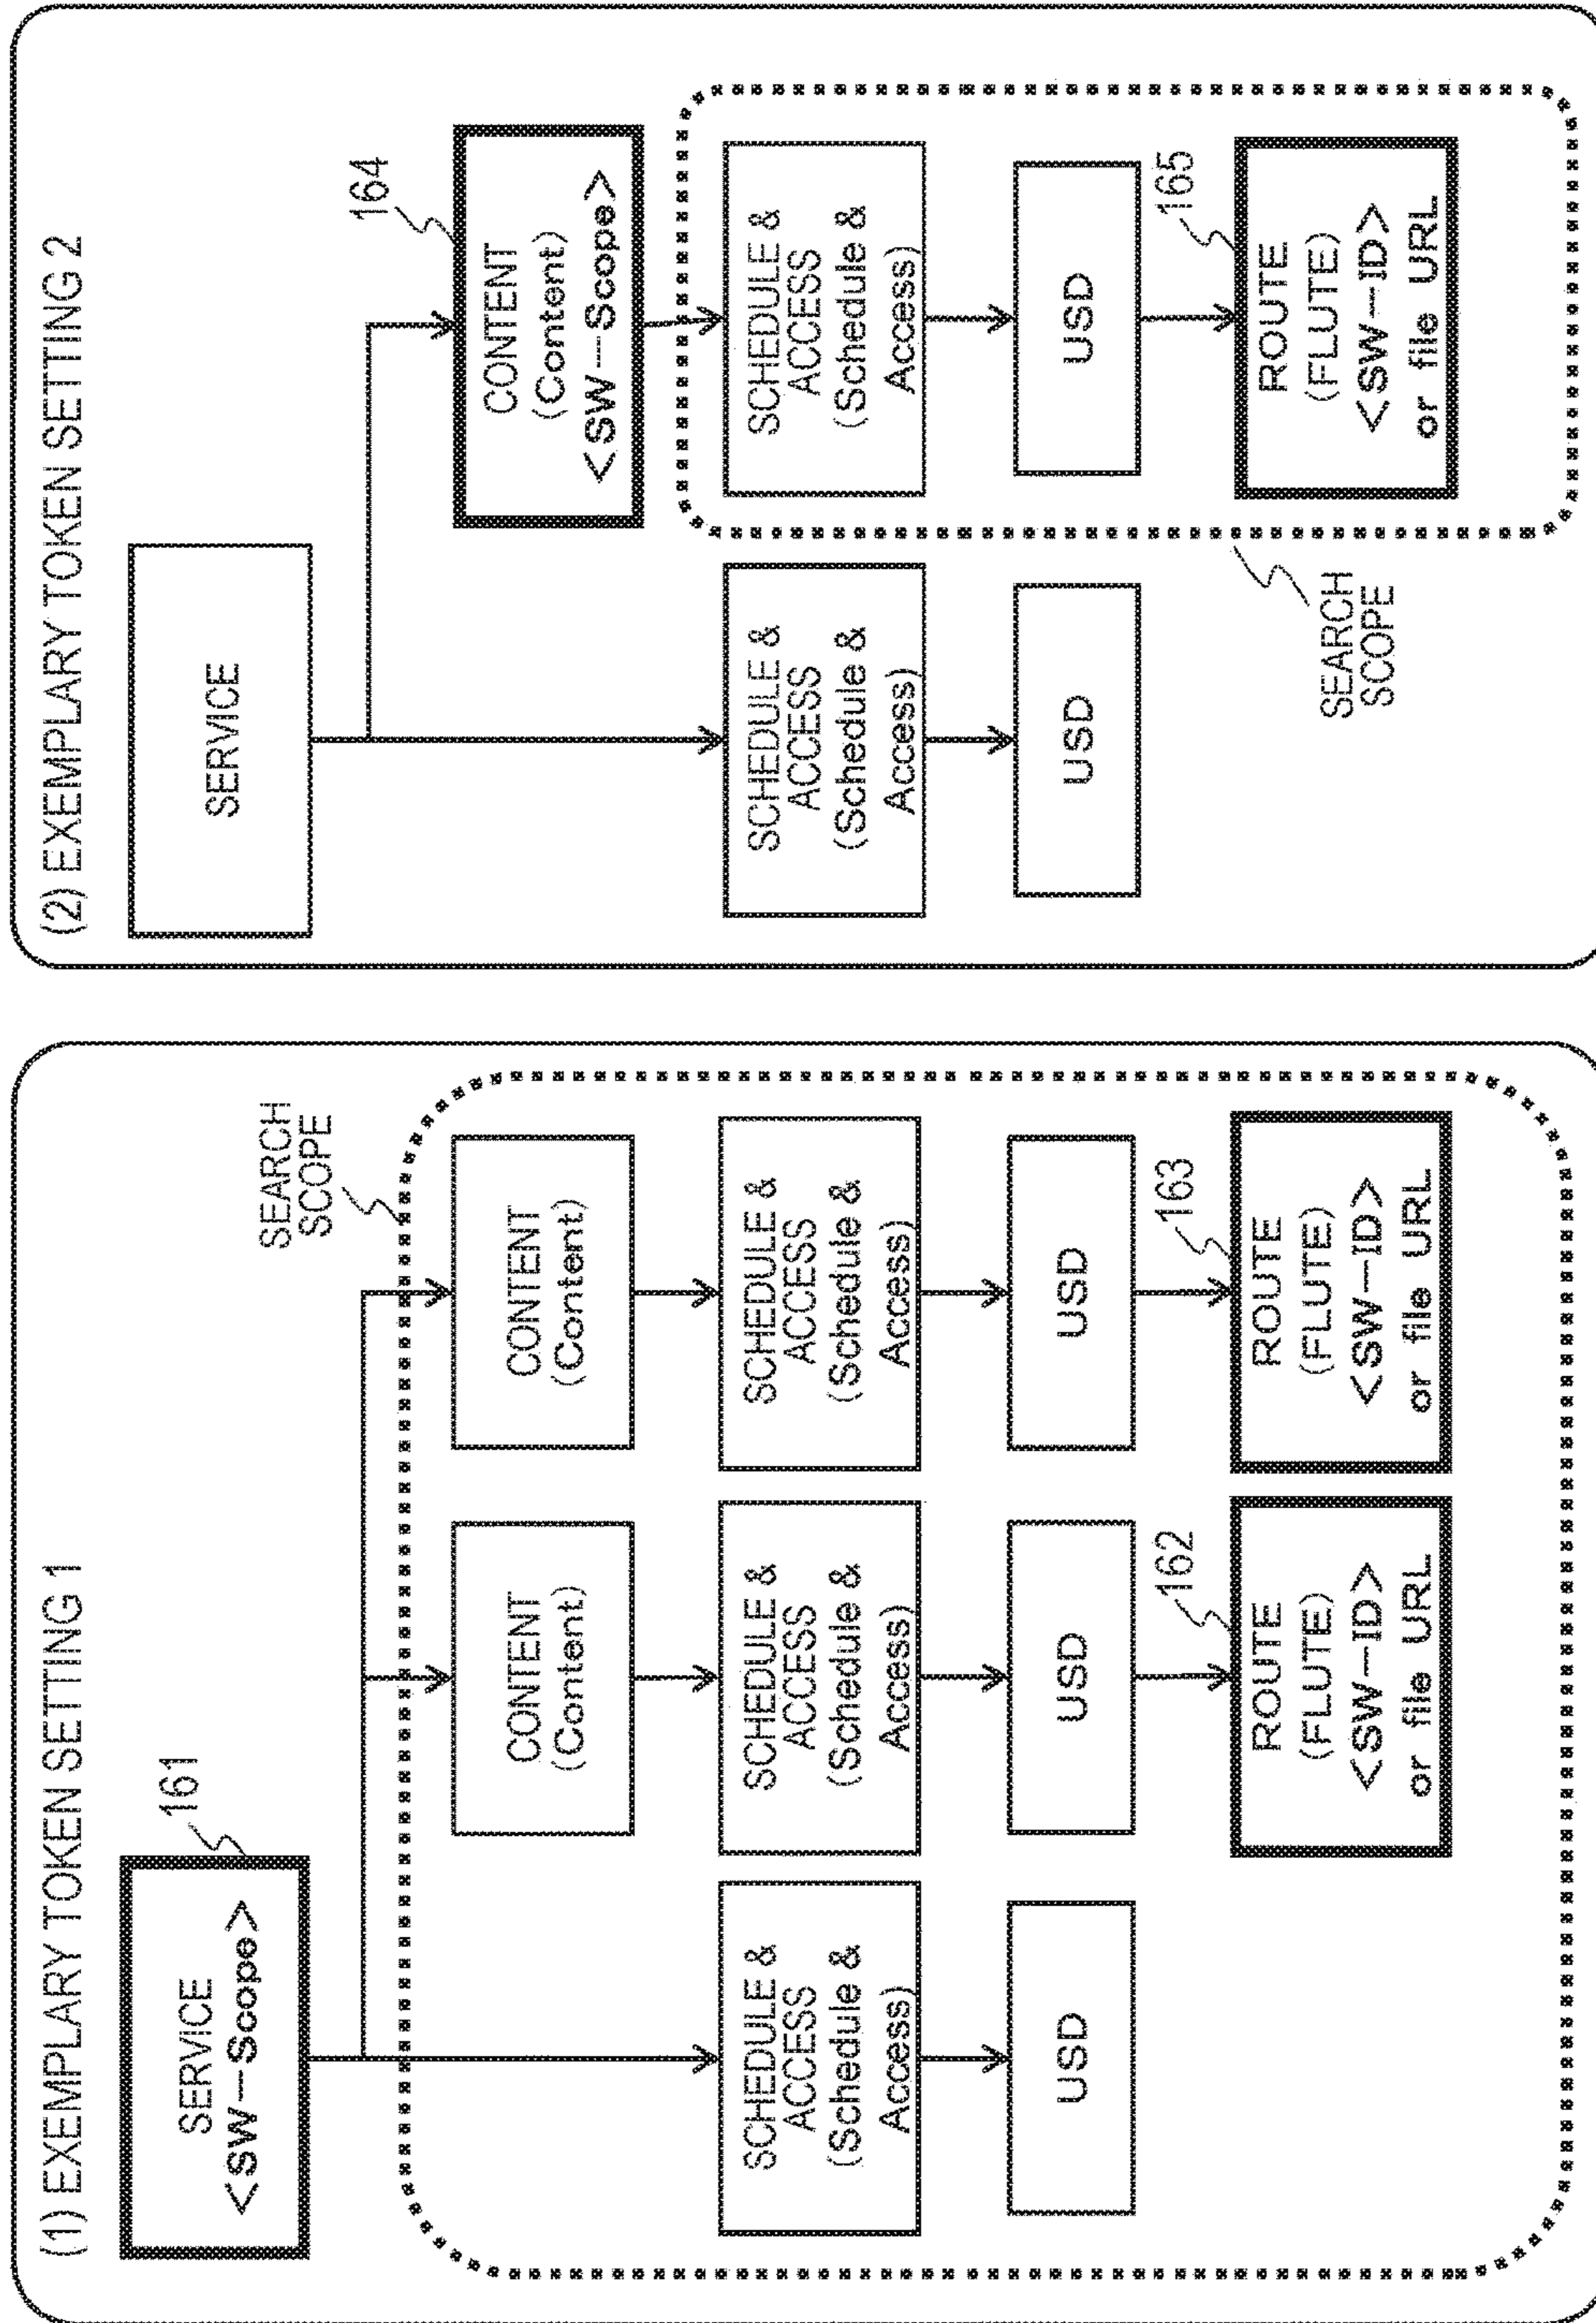 (1) EXEMPLARY TOKEN SETTING 1
161
SERVICE
<SW-Scope>
SEARCH
SCOPE
CONTENT
(Content)
CONTENT
(Content)
SCHEDULE &
ACCESS
(Schedule &
Access)
SCHEDULE &
ACCESS
(Schedule &
Access)
SCHEDULE &
ACCESS
(Schedule &
Access)
USD
USD
USD
162
163
ROUTE
(FLUTE)
<SW-ID>
or file URL
ROUTE
(FLUTE)
<SW-ID>
or file URL
(2) EXEMPLARY TOKEN SETTING 2
SERVICE
164
CONTENT
(Content)
<SW-Scope>
SCHEDULE &
ACCESS
(Schedule &
Access)
SCHEDULE &
ACCESS
(Schedule &
Access)
USD
USD
165
ROUTE
(FLUTE)
<SW-ID>
or file URL
SEARCH
SCOPE